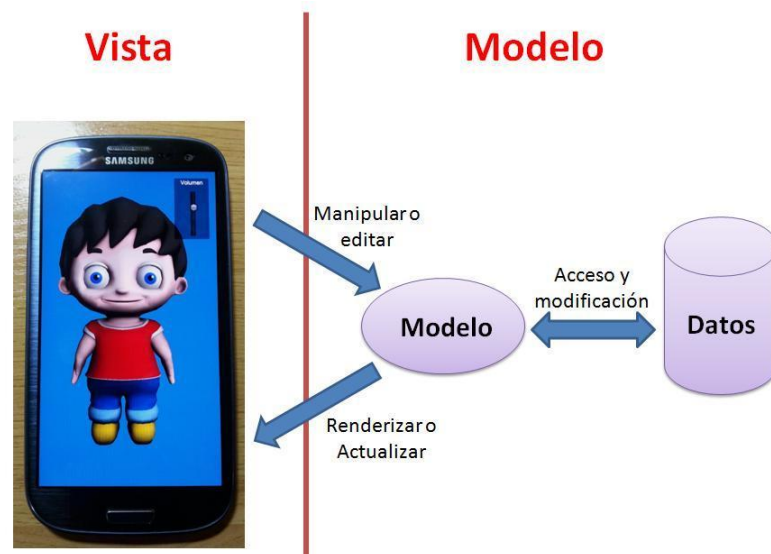 Vista
Modelo
SAMSUNG
Volumen
Manipular o
editar
Acceso y
modificación
Modelo
Datos
Renderizar o
Actualizar